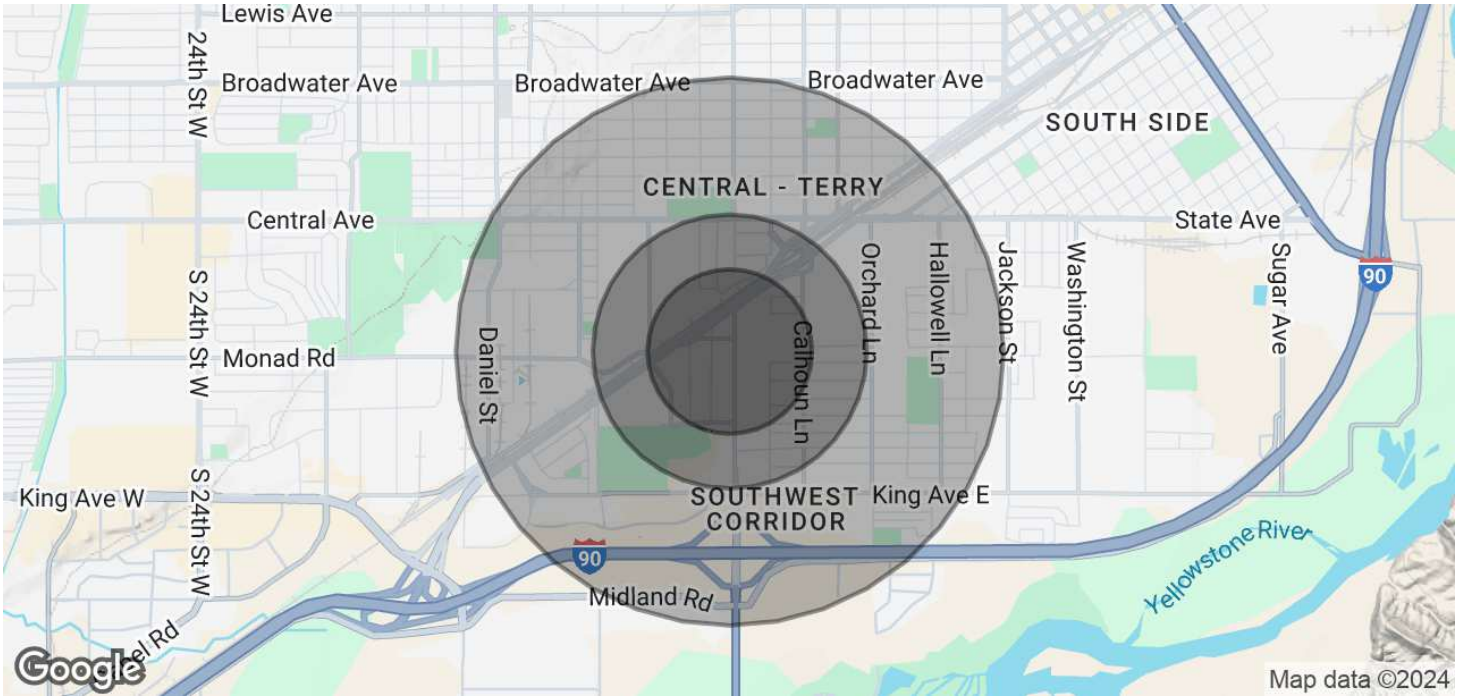 Lewis Ave
24th St W
Broadwater Ave
Broadwater Ave
Broadwater Ave
SOUTH SIDE
CENTRAL - TERRY
Central Ave
State Ave
S 24th St W
Orchard Ln
Hallowell Ln
Jackson St
Washington St
Sugar Ave
90
Monad Rd
Daniel St
Calhoun Ln
King Ave W
S 24th St W
SOUTHWEST
CORRIDOR
King Ave E
90
Midland Rd
Yellowstone River
Rd
Google
Map data ©2024